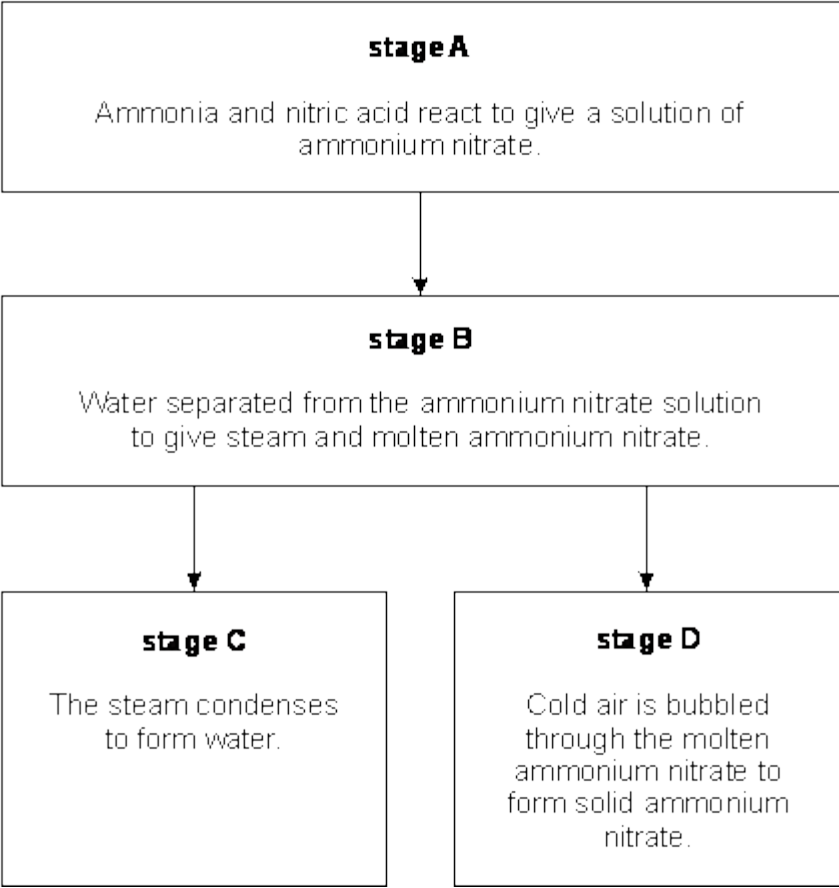 stage A
Ammonia and nitric acid react to give a solution of
ammonium nitrate.
stage B
Water separated from the ammonium nitrate solution
to give steam and molten ammonium nitrate.
stage C
The steam condenses
to form water.
stage D
Cold air is bubbled
through the molten
ammonium nitrate to
form solid ammonium
nitrate.